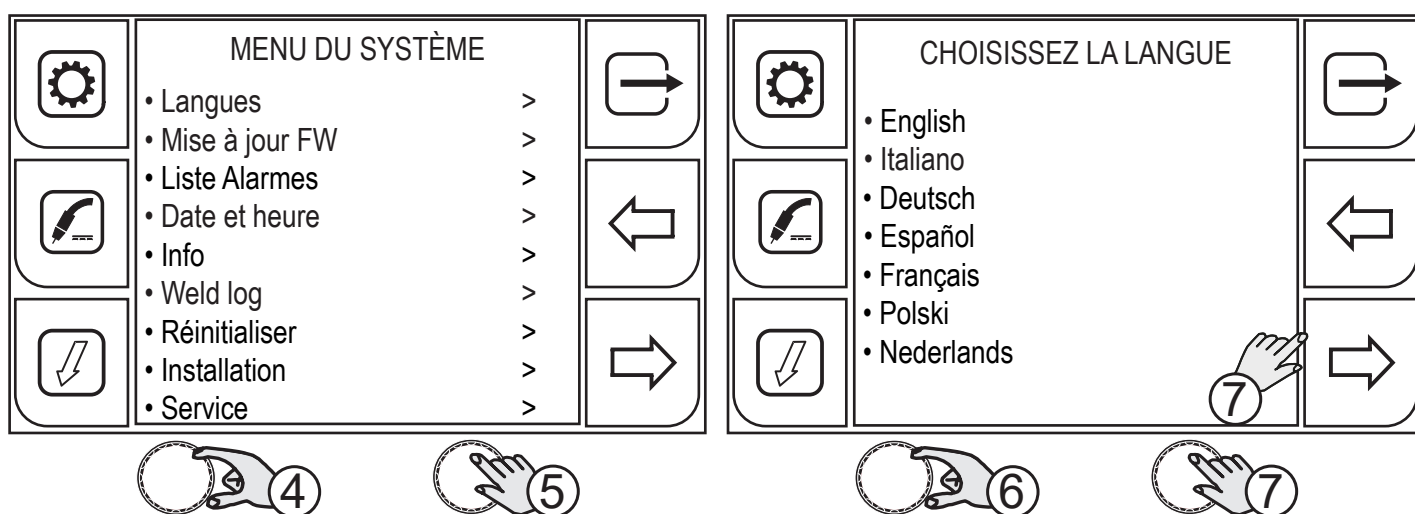 MENU DU SYSTÈME
• Langues >
• Mise à jour FW >
• Liste Alarmes >
• Date et heure >
• Info >
• Weld log >
• Réinitialiser >
• Installation >
• Service >
4
5
CHOISISSEZ LA LANGUE
• English
• Italiano
• Deutsch
• Español
• Français
• Polski
• Nederlands
7
6
7